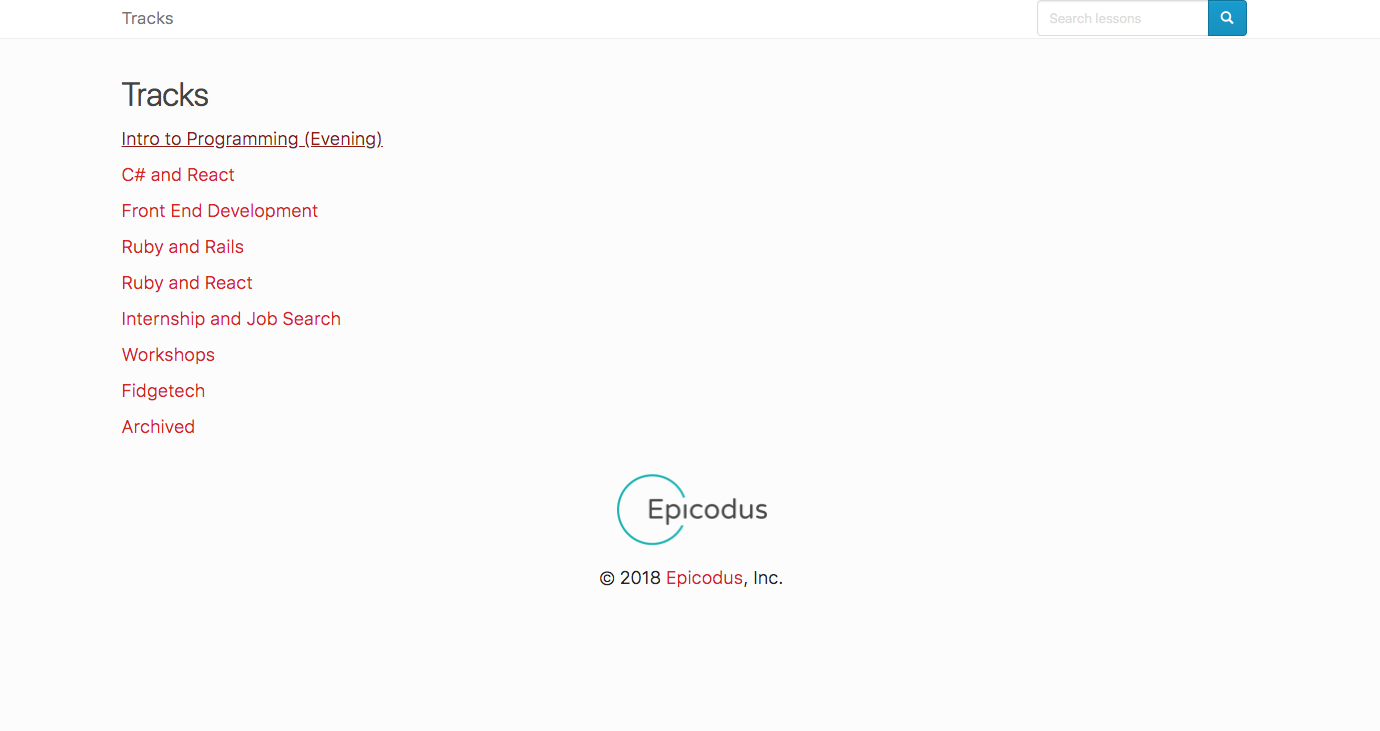 Tracks
Search lessons
Tracks
Intro to Programming (Evening)
C# and React
Front End Development
Ruby and Rails
Ruby and React
Internship and Job Search
Workshops
Fidgetech
Archived
Epicodus
© 2018 Epicodus, Inc.